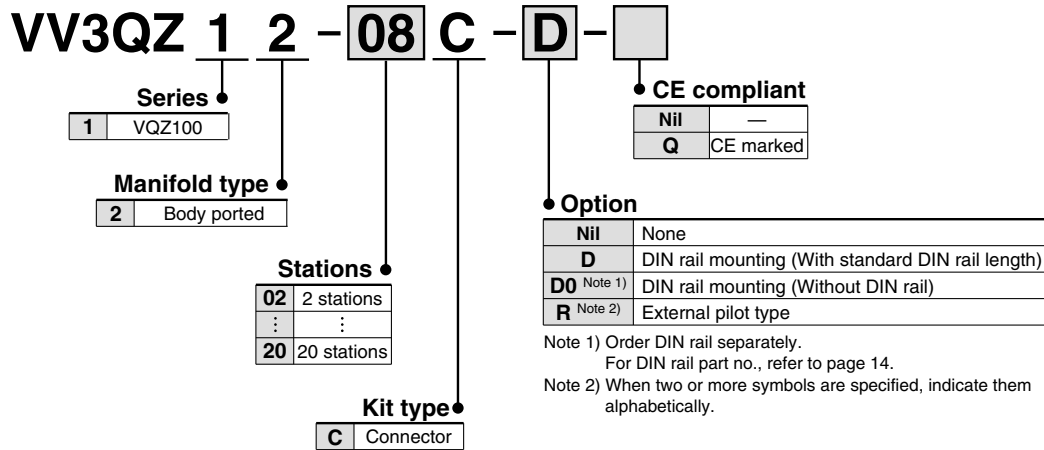 VV3QZ 1 2 - 08 C - D -
Series
1 VQZ100
Manifold type
2 Body ported
Stations
02 2 stations
⋮ ⋮
20 20 stations
Kit type
C Connector
CE compliant
Nil —
Q CE marked
Option
Nil None
D DIN rail mounting (With standard DIN rail length)
D0 Note 1) DIN rail mounting (Without DIN rail)
R Note 2) External pilot type
Note 1) Order DIN rail separately.
For DIN rail part no., refer to page 14.
Note 2) When two or more symbols are specified, indicate them
alphabetically.